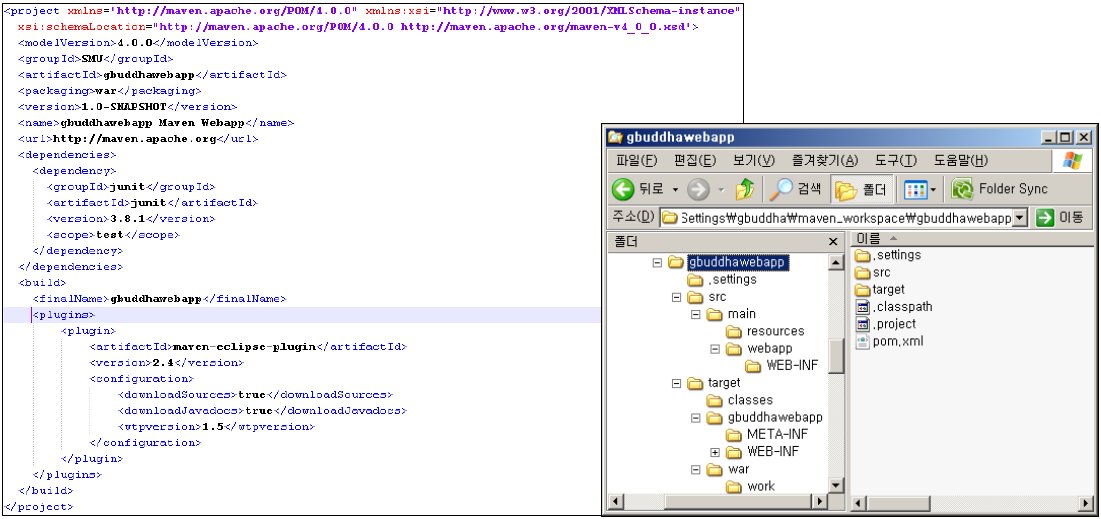 <project xmlns='http://maven.apache.org/POM/4.0.0" xmlns:xsi="http://www.w3.org/2001/XMLSchema-instance"
xsi:schemaLocation="http://maven.apache.org/POM/4.0.0 http://maven.apache.org/maven-v4_0_0.xsd'>
<modelVersion>4.0.0</modelVersion>
<groupId>SMU</groupId>
<artifactId>gbuddhawebapp</artifactId>
<packaging>war</packaging>
<version>1.0-SNAPSHOT</version>
<name>gbuddhawebapp Maven Webapp</name>
<url>http://maven.apache.org</url>
<dependencies>
<dependency>
<groupId>junit</groupId>
<artifactId>junit</artifactId>
<version>3.8.1</version>
<scope>test</scope>
</dependency>
</dependencies>
<build>
<finalName>gbuddhawebapp</finalName>
<plugins>
<plugin>
<artifactId>maven-eclipse-plugin</artifactId>
<version>2.4</version>
<configuration>
<downloadSources>true</downloadSources>
<downloadJavadocs>true</downloadJavadocs>
<wtpversion>1.5</wtpversion>
</configuration>
</plugin>
</plugins>
</build>
</project>
gbuddhawebapp
파일(F) 편집(E) 보기(V) 즐겨찾기(A) 도구(T) 도움말(H)
뒤로 검색 폴더 Folder Sync
주소(D) Settings₩gbuddha₩maven_workspace₩gbuddhawebapp 이동
폴더
gbuddhawebapp
.settings
src
main
resources
webapp
WEB-INF
target
classes
gbuddhawebapp
META-INF
WEB-INF
war
work
이름
.settings
src
target
.classpath
.project
pom.xml